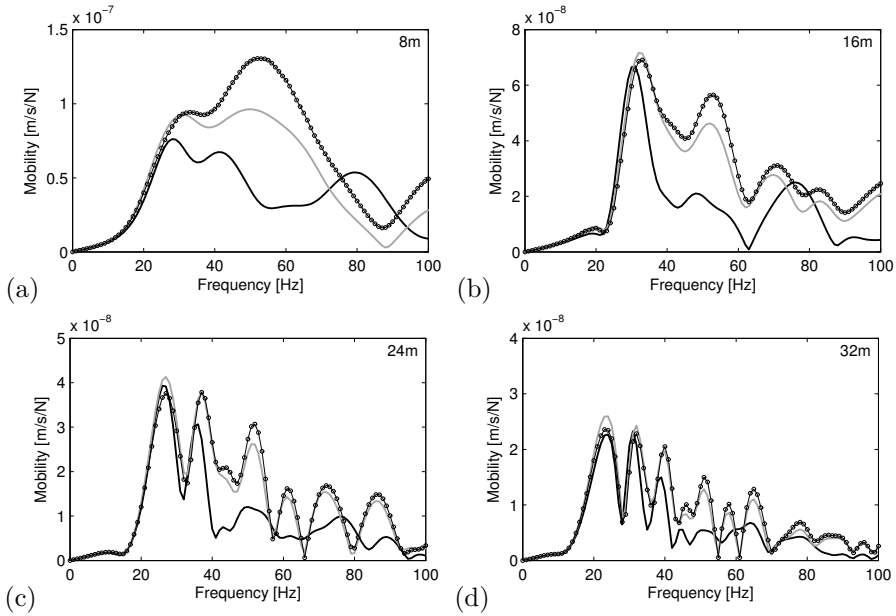 x 10⁻⁷
1.5
8m
1
0.5
0
0 20 40 60 80 100
Mobility [m/s/N]
Frequency [Hz]
(a)
x 10⁻⁸
8
16m
6
4
2
0
0 20 40 60 80 100
Mobility [m/s/N]
Frequency [Hz]
(b)
x 10⁻⁸
5
24m
4
3
2
1
0
0 20 40 60 80 100
Mobility [m/s/N]
Frequency [Hz]
(c)
x 10⁻⁸
4
32m
3
2
1
0
0 20 40 60 80 100
Mobility [m/s/N]
Frequency [Hz]
(d)